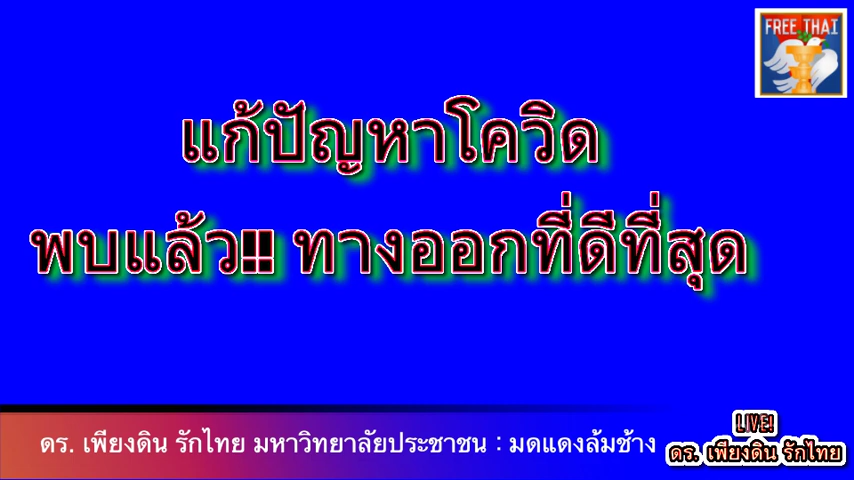 FREE THAI
แก้ปัญหาโควิด
พบแล้ว!! ทางออกที่ดีที่สุด
ดร. เพียงดิน รักไทย มหาวิทยาลัยประชาชน : มดแดงล้มช้าง
LIVE!
ดร. เพียงดิน รักไทย